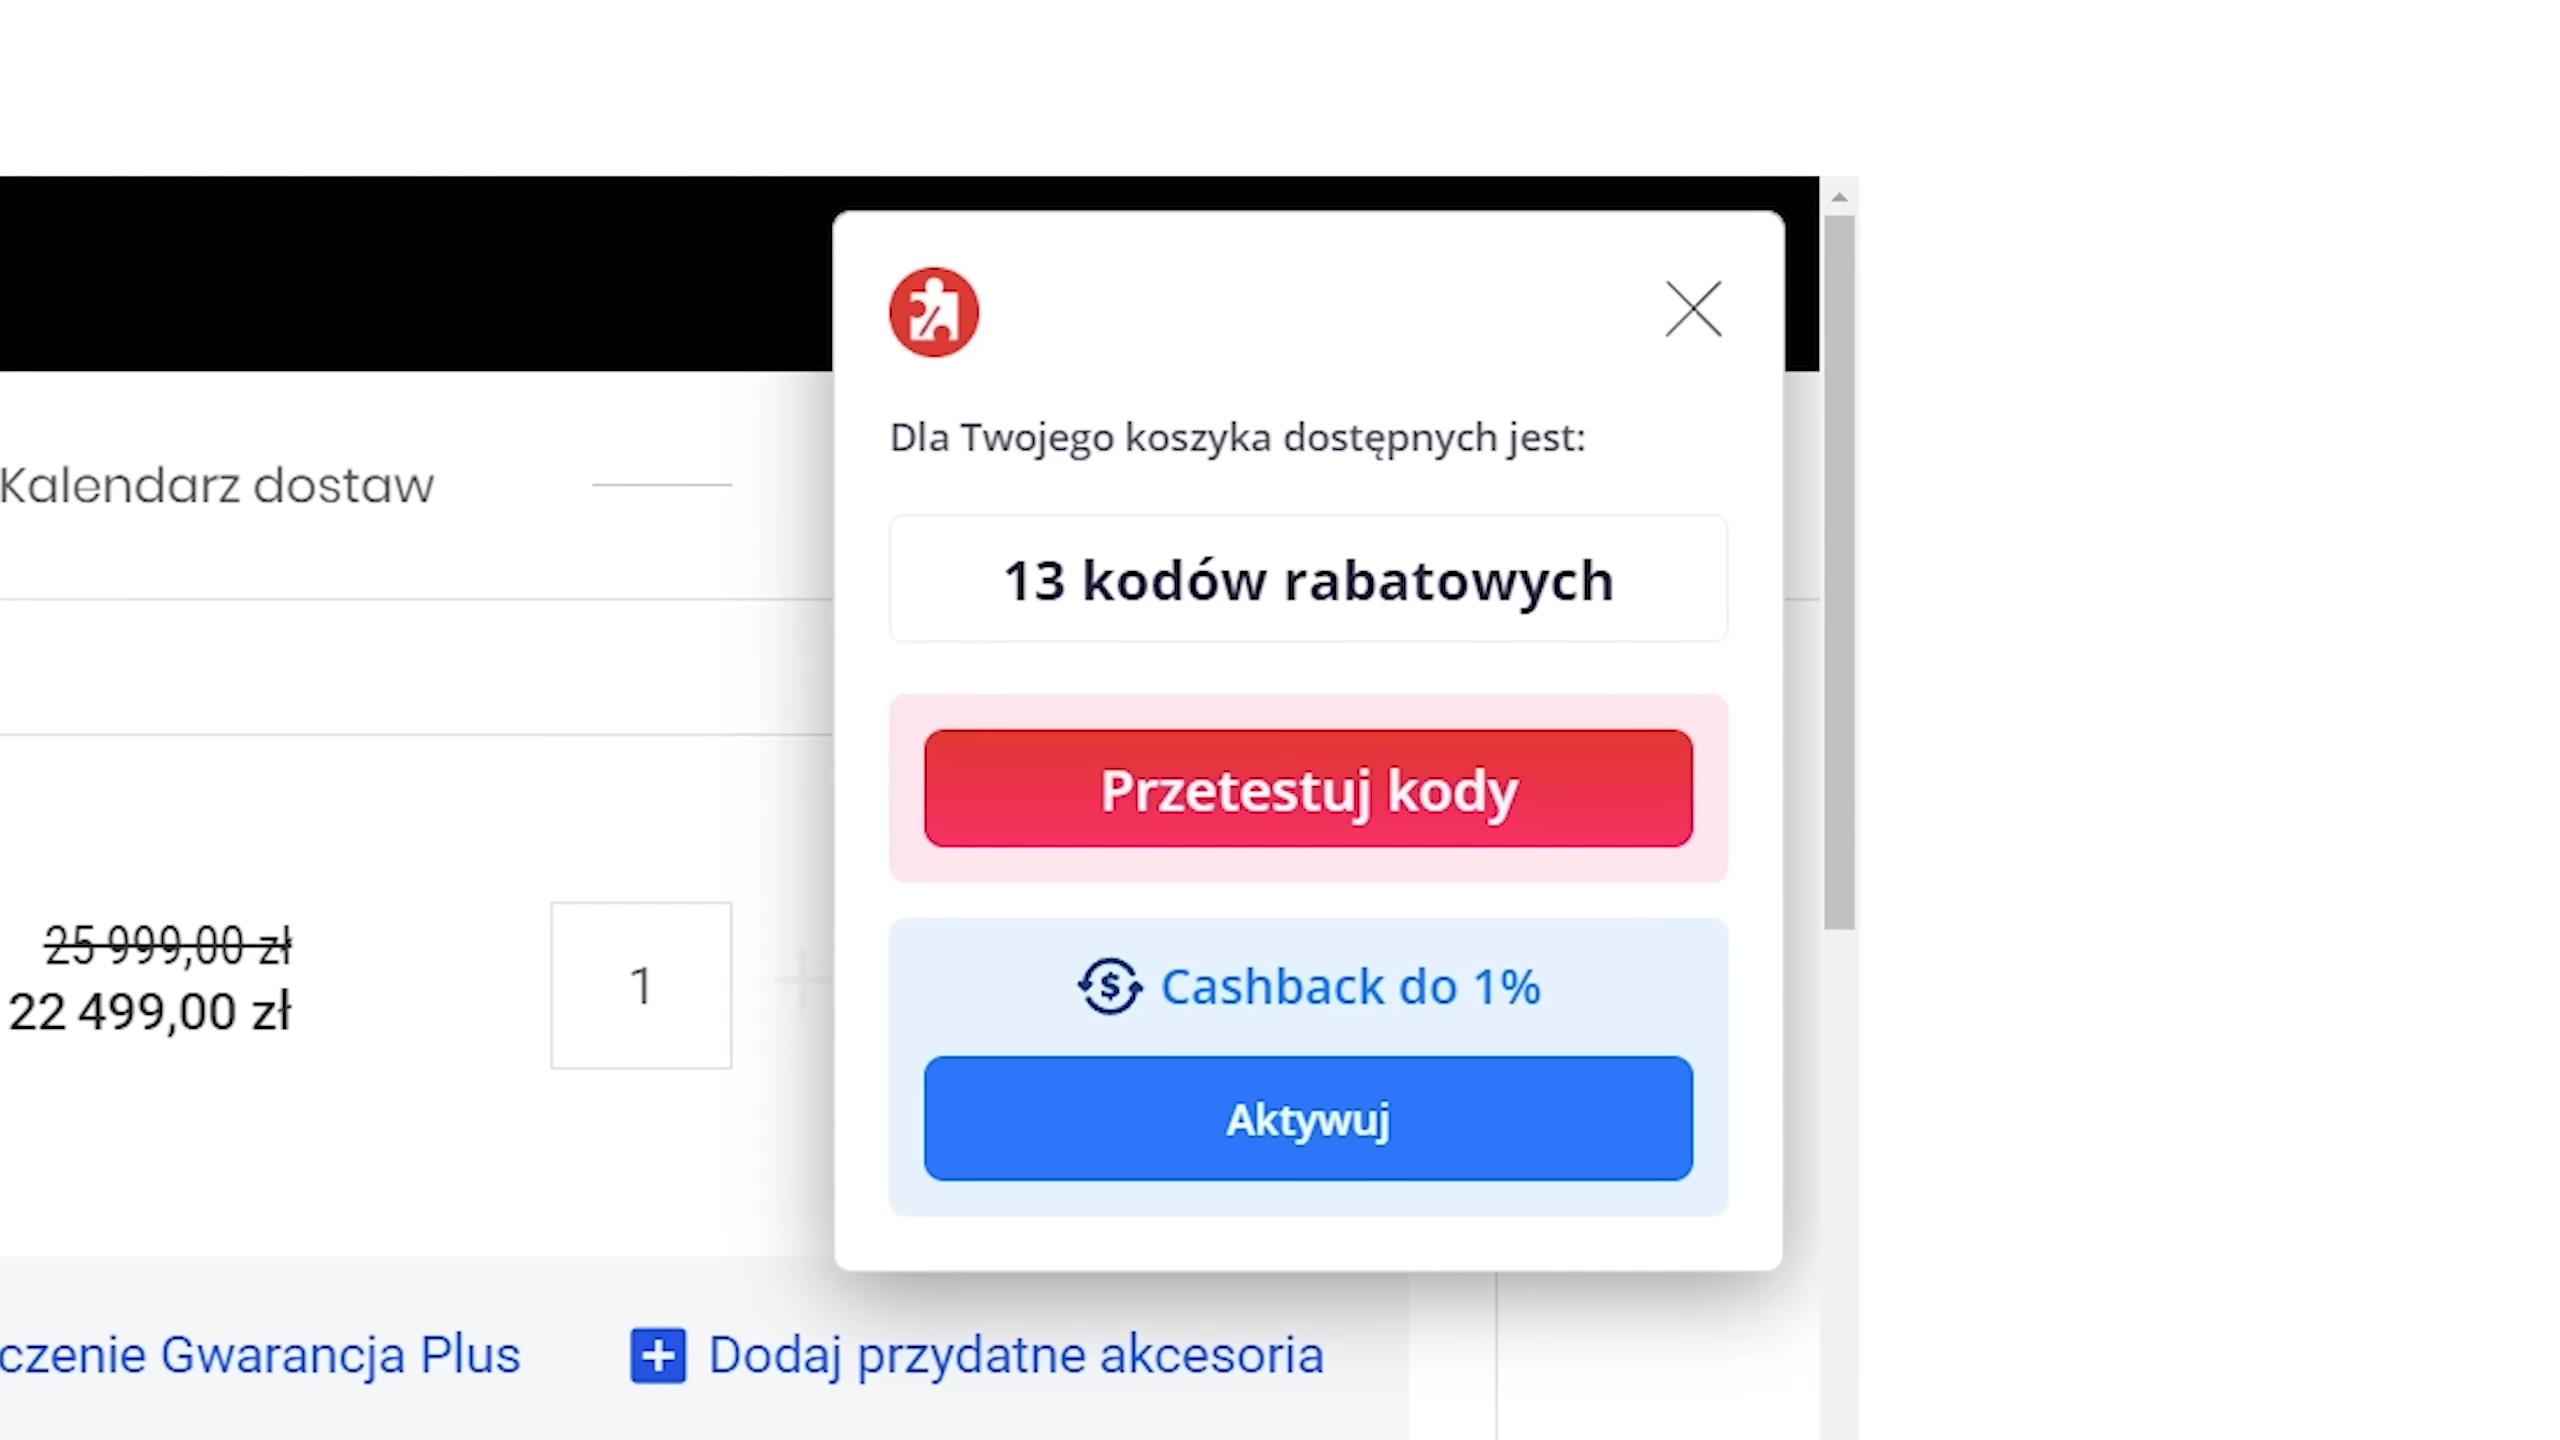 Dla Twojego koszyka dostępnych jest:
Kalendarz dostaw
13 kodów rabatowych
Przetestuj kody
25 999,00 zł
22 499,00 zł
1
Cashback do 1%
Aktywuj
czenie Gwarancja Plus
Dodaj przydatne akcesoria